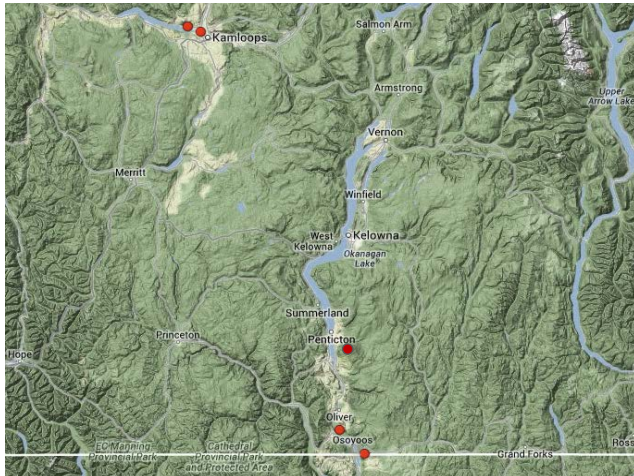 Kamloops
Salmon Arm
Armstrong
Upper
Arrow Lake
Vernon
Merritt
Winfield
West
Kelowna
Kelowna
Okanagan
Lake
Summerland
Princeton
Penticton
Hope
Oliver
Osoyoos
EC Manning
Provincial Park
Cathedral
Provincial Park
and Protected Area
Grand Forks
Ross